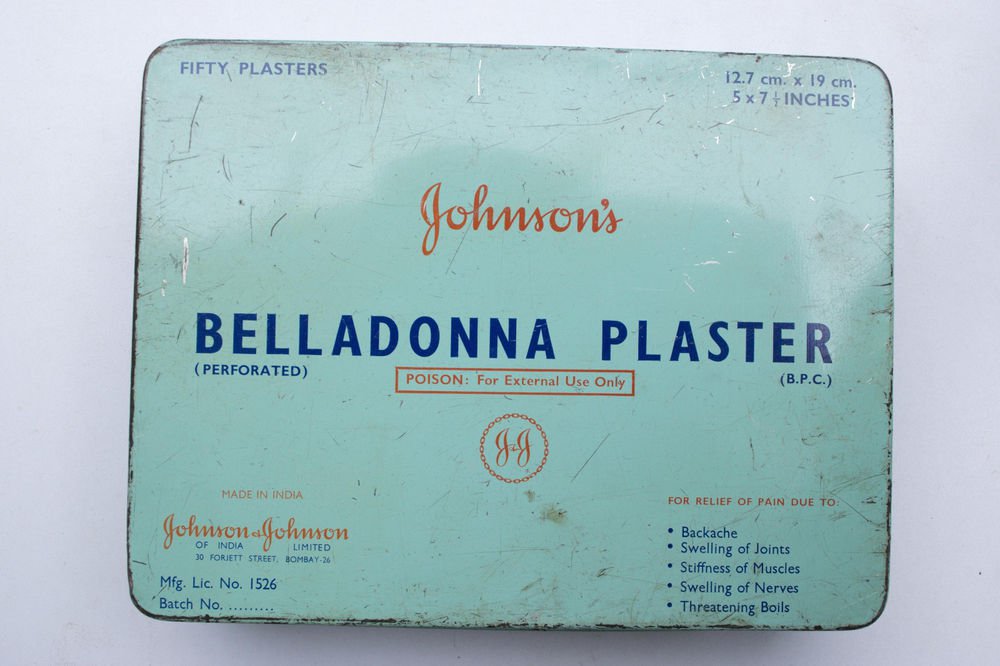 FIFTY PLASTERS
12.7 cm. x 19 cm.
5 x 7 ½ INCHES
Johnson's
BELLADONNA PLASTER
(PERFORATED)
(B.P.C.)
POISON: For External Use Only
J&J
MADE IN INDIA
Johnson & Johnson
OF INDIA LIMITED
30 FORJETT STREET, BOMBAY-26
Mfg. Lic. No. 1526
Batch No. .........
FOR RELIEF OF PAIN DUE TO:
• Backache
• Swelling of Joints
• Stiffness of Muscles
• Swelling of Nerves
• Threatening Boils